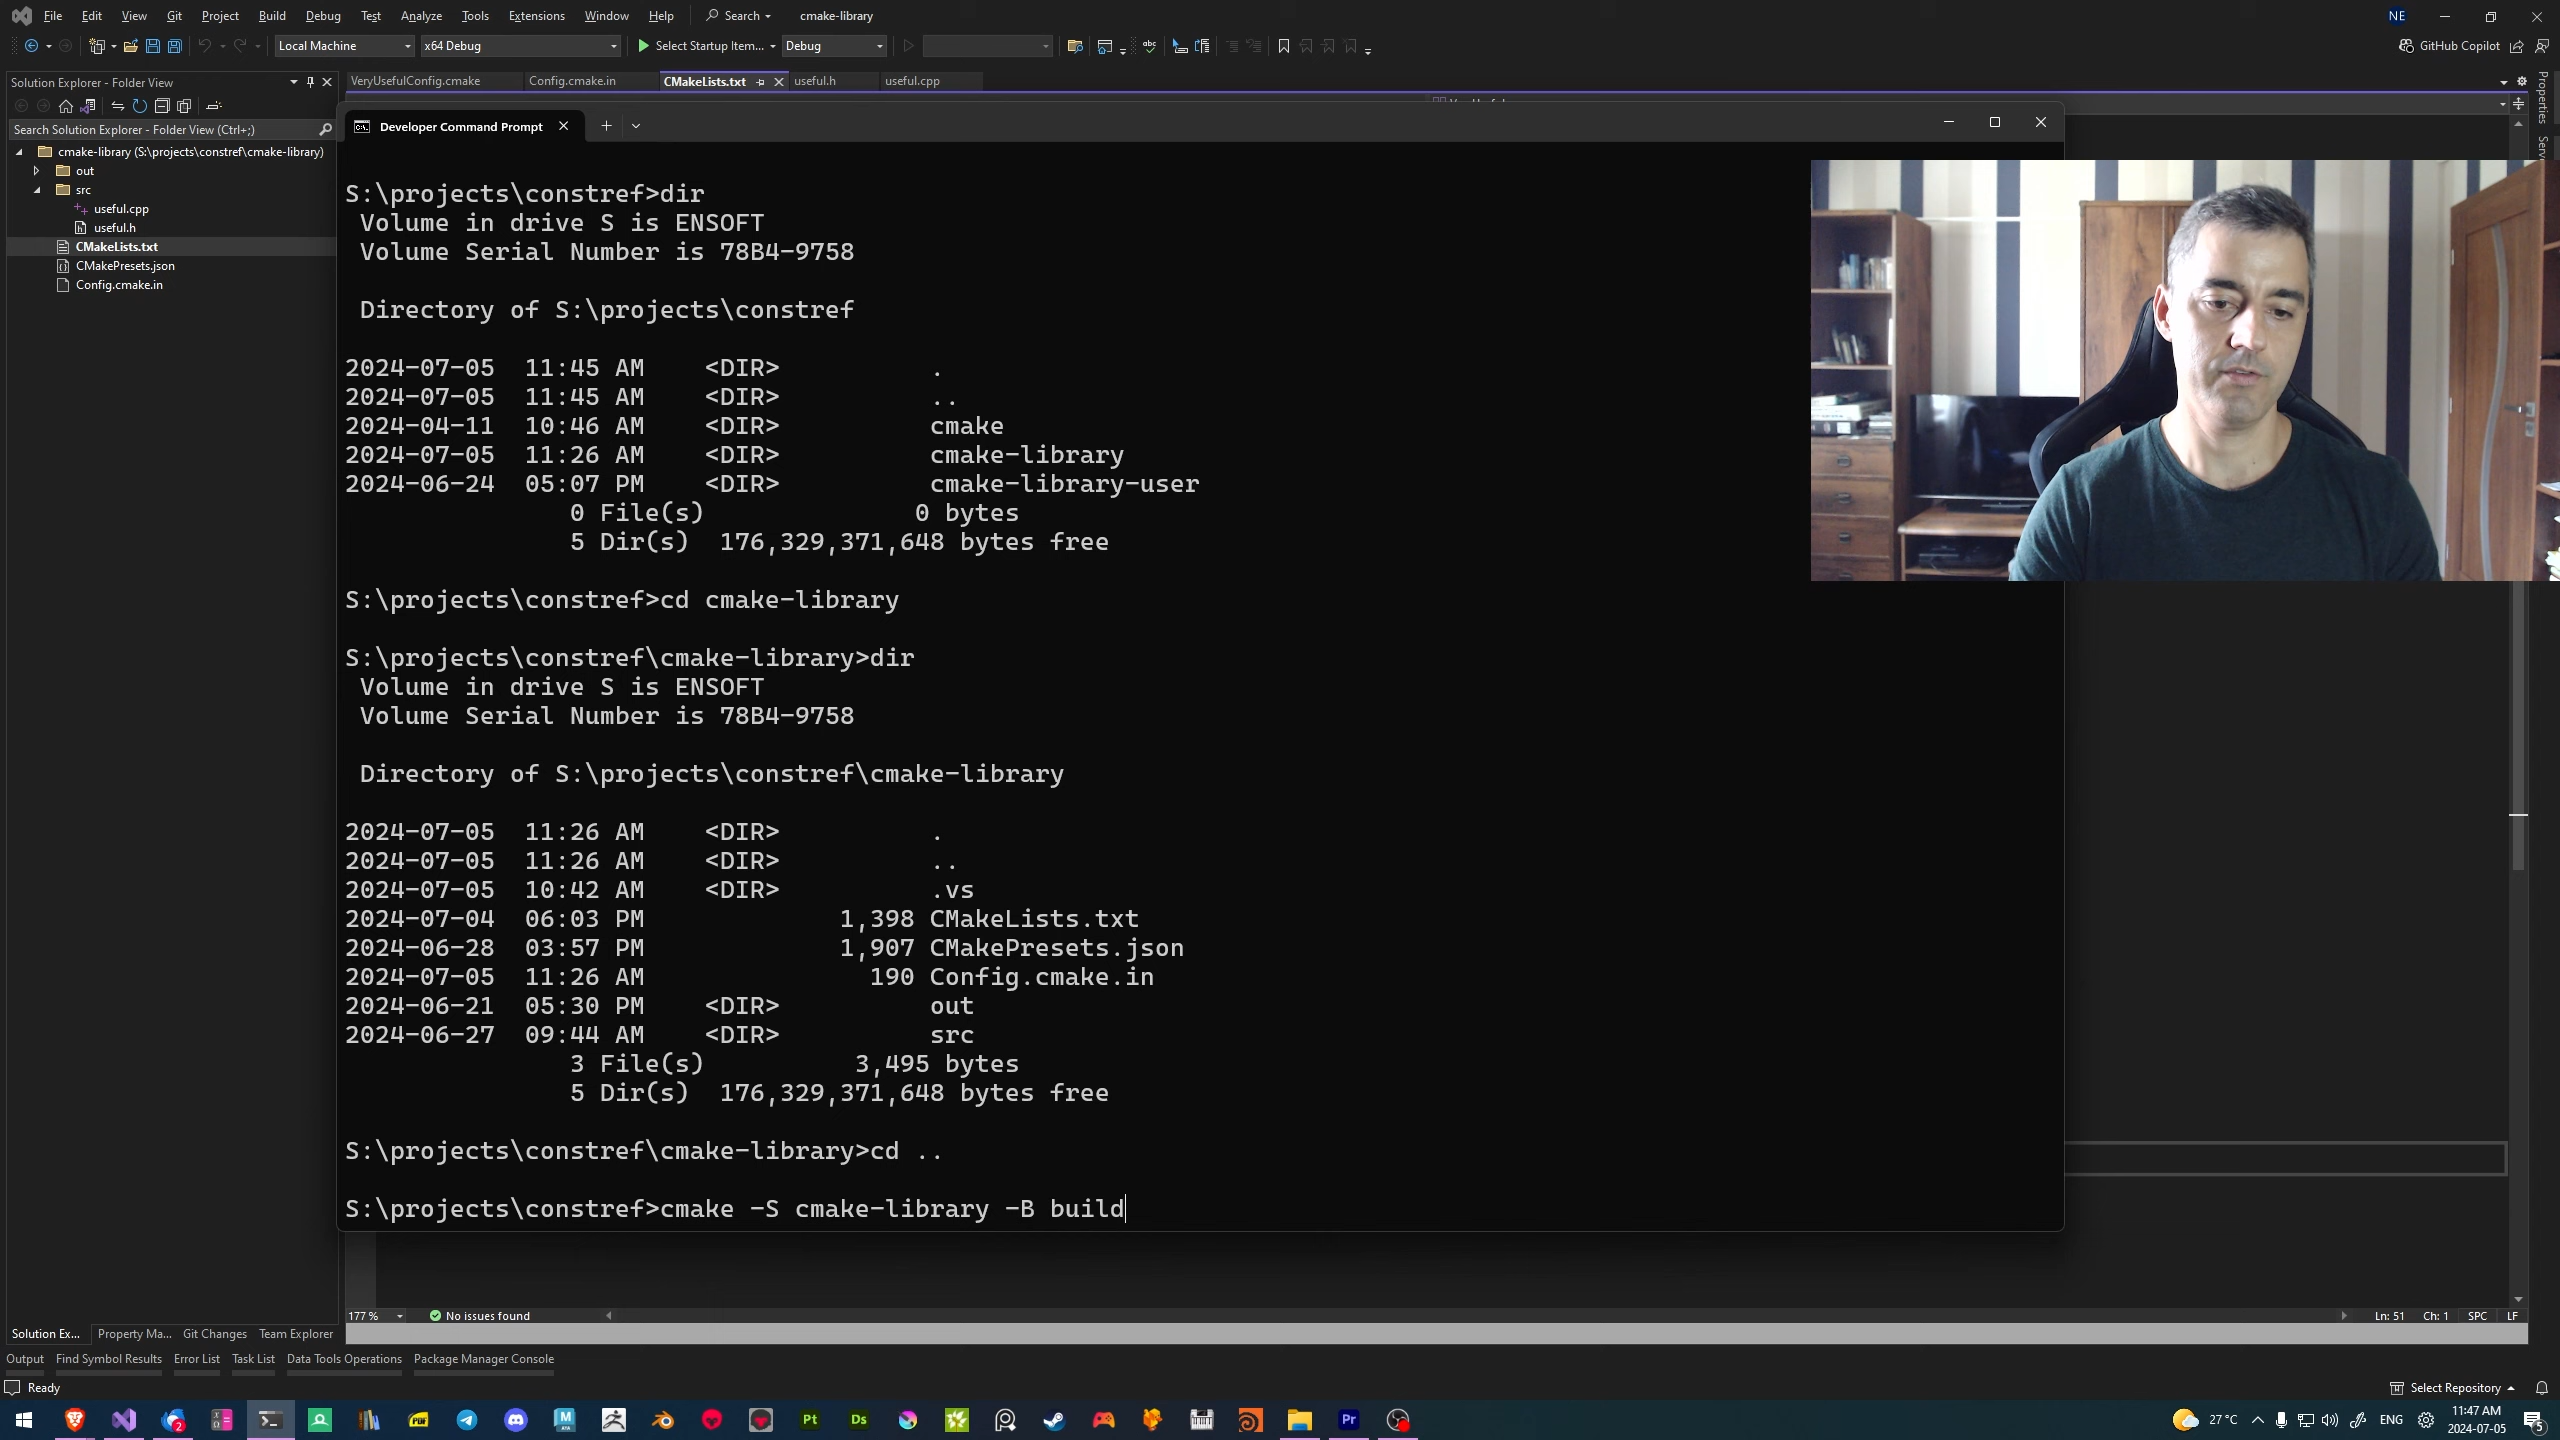 File Edit View Git Project Build Debug Test Analyze Tools Extensions Window Help Search cmake-library NE
Local Machine x64 Debug Select Startup Item... Debug GitHub Copilot
Solution Explorer - Folder View
VeryUsefulConfig.cmake Config.cmake.in CMakeLists.txt useful.h useful.cpp
Search Solution Explorer - Folder View (Ctrl+;)
cmake-library (S:\projects\constref\cmake-library)
out
src
useful.cpp
useful.h
CMakeLists.txt
CMakePresets.json
Config.cmake.in
Properties
Developer Command Prompt
S:\projects\constref>dir
Volume in drive S is ENSOFT
Volume Serial Number is 78B4-9758
Directory of S:\projects\constref
2024-07-05 11:45 AM <DIR> .
2024-07-05 11:45 AM <DIR> ..
2024-04-11 10:46 AM <DIR> cmake
2024-07-05 11:26 AM <DIR> cmake-library
2024-06-24 05:07 PM <DIR> cmake-library-user
0 File(s) 0 bytes
5 Dir(s) 176,329,371,648 bytes free
S:\projects\constref>cd cmake-library
S:\projects\constref\cmake-library>dir
Volume in drive S is ENSOFT
Volume Serial Number is 78B4-9758
Directory of S:\projects\constref\cmake-library
2024-07-05 11:26 AM <DIR> .
2024-07-05 11:26 AM <DIR> ..
2024-07-05 10:42 AM <DIR> .vs
2024-07-04 06:03 PM 1,398 CMakeLists.txt
2024-06-28 03:57 PM 1,907 CMakePresets.json
2024-07-05 11:26 AM 190 Config.cmake.in
2024-06-21 05:30 PM <DIR> out
2024-06-27 09:44 AM <DIR> src
3 File(s) 3,495 bytes
5 Dir(s) 176,329,371,648 bytes free
S:\projects\constref\cmake-library>cd ..
S:\projects\constref>cmake -S cmake-library -B build
177 % No issues found Ln: 51 Ch: 1 SPC LF
Solution Ex... Property Ma... Git Changes Team Explorer
Output Find Symbol Results Error List Task List Data Tools Operations Package Manager Console
Ready Select Repository
2 PDF M Pt Ds Pr 27°C ENG 11:47 AM
2024-07-05 5